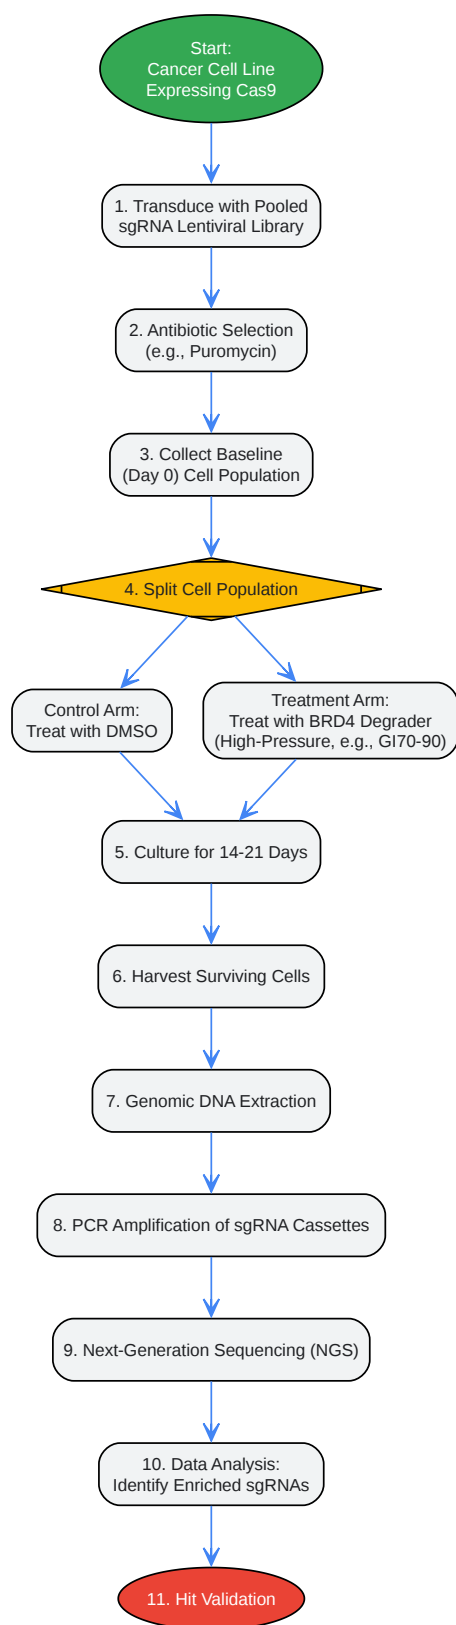 Start:
Cancer Cell Line
Expressing Cas9
1. Transduce with Pooled
sgRNA Lentiviral Library
2. Antibiotic Selection
(e.g., Puromycin)
3. Collect Baseline
(Day 0) Cell Population
4. Split Cell Population
Control Arm:
Treat with DMSO
Treatment Arm:
Treat with BRD4 Degrader
(High-Pressure, e.g., GI70-90)
5. Culture for 14-21 Days
6. Harvest Surviving Cells
7. Genomic DNA Extraction
8. PCR Amplification of sgRNA Cassettes
9. Next-Generation Sequencing (NGS)
10. Data Analysis:
Identify Enriched sgRNAs
11. Hit Validation